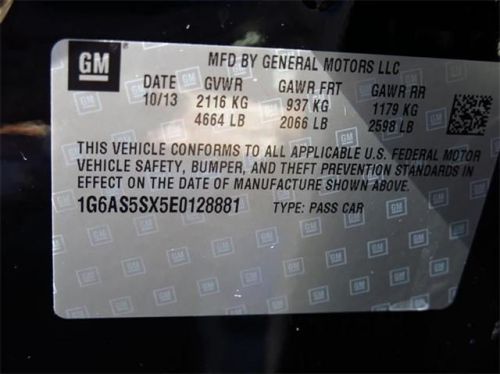 GM
MFD BY GENERAL MOTORS LLC
DATE GVWR GAWR FRT GAWR RR
10/13 2116 KG 937 KG 1179 KG
4664 LB 2066 LB 2598 LB
THIS VEHICLE CONFORMS TO ALL APPLICABLE U.S. FEDERAL MOTOR
VEHICLE SAFETY, BUMPER, AND THEFT PREVENTION STANDARDS IN
EFFECT ON THE DATE OF MANUFACTURE SHOWN ABOVE.
1G6AS5SX5E0128881 TYPE: PASS CAR